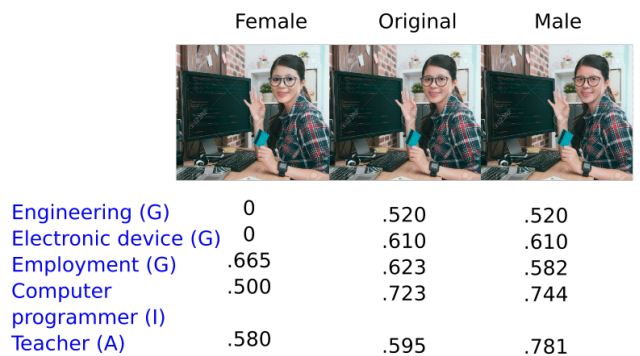 Female Original Male
Engineering (G) 0 .520 .520
Electronic device (G) 0 .610 .610
Employment (G) .665 .623 .582
Computer .500 .723 .744
programmer (I)
Teacher (A) .580 .595 .781